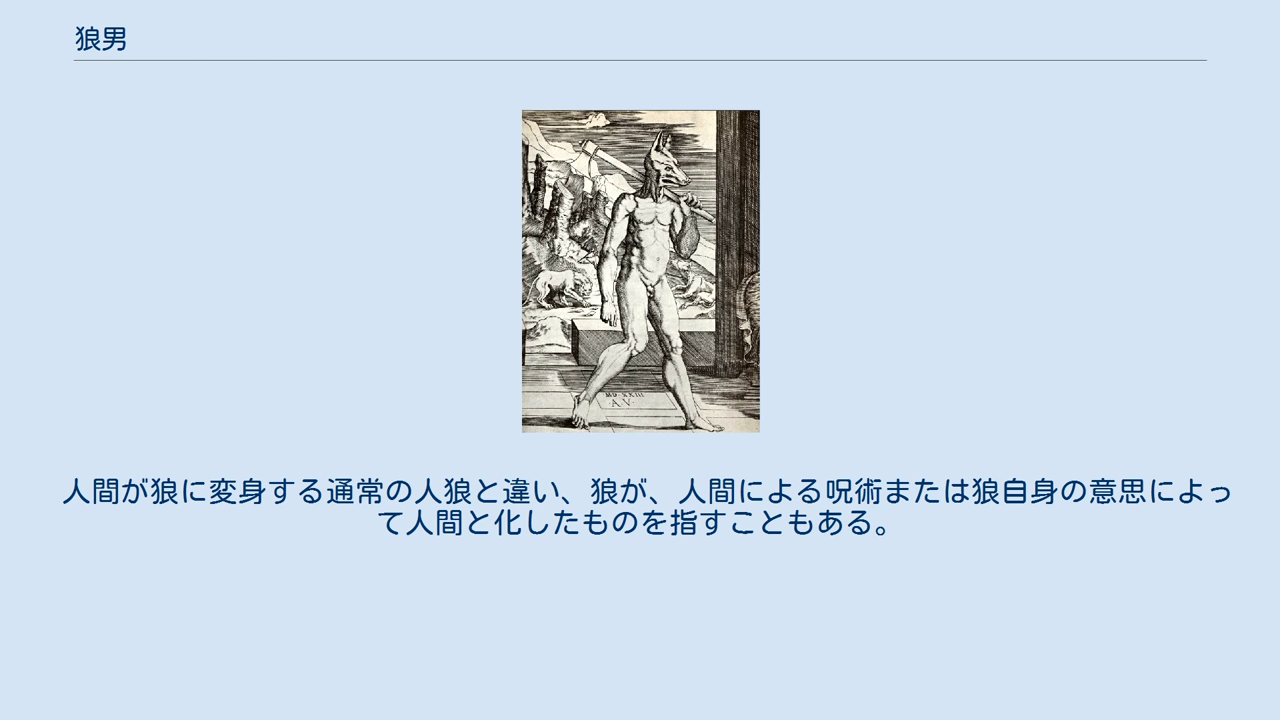 狼男
MD·XXIII
A.V.
人間が狼に変身する通常の人狼と違い、狼が、人間による呪術または狼自身の意思によっ
て人間と化したものを指すこともある。